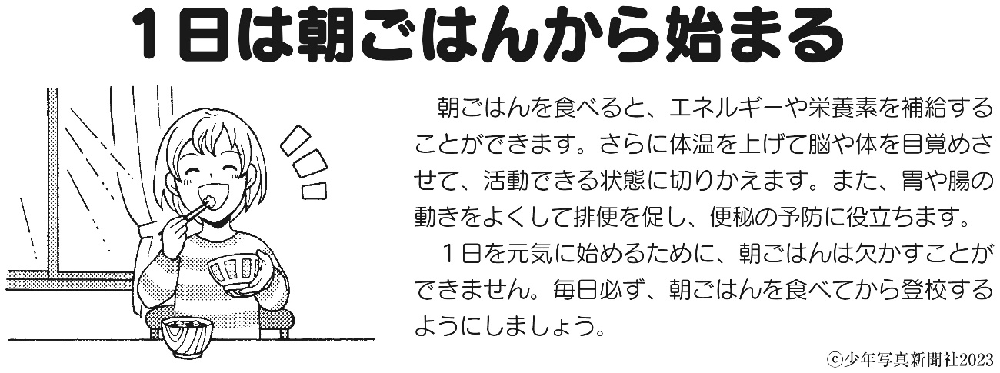 1日は朝ごはんから始まる
　朝ごはんを食べると、エネルギーや栄養素を補給する
ことができます。さらに体温を上げて脳や体を目覚めさ
せて、活動できる状態に切りかえます。また、胃や腸の
動きをよくして排便を促し、便秘の予防に役立ちます。
　１日を元気に始めるために、朝ごはんは欠かすことが
できません。毎日必ず、朝ごはんを食べてから登校する
ようにしましょう。
©少年写真新聞社2023